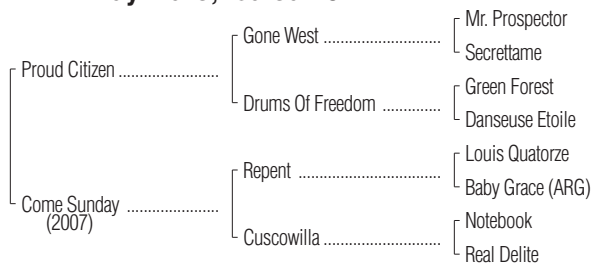 Mr. Prospector
Gone West
Secrettame
Proud Citizen
Green Forest
Drums Of Freedom
Danseuse Etoile
Louis Quatorze
Repent
Baby Grace (ARG)
Come Sunday
(2007)
Notebook
Cuscowilla
Real Delite